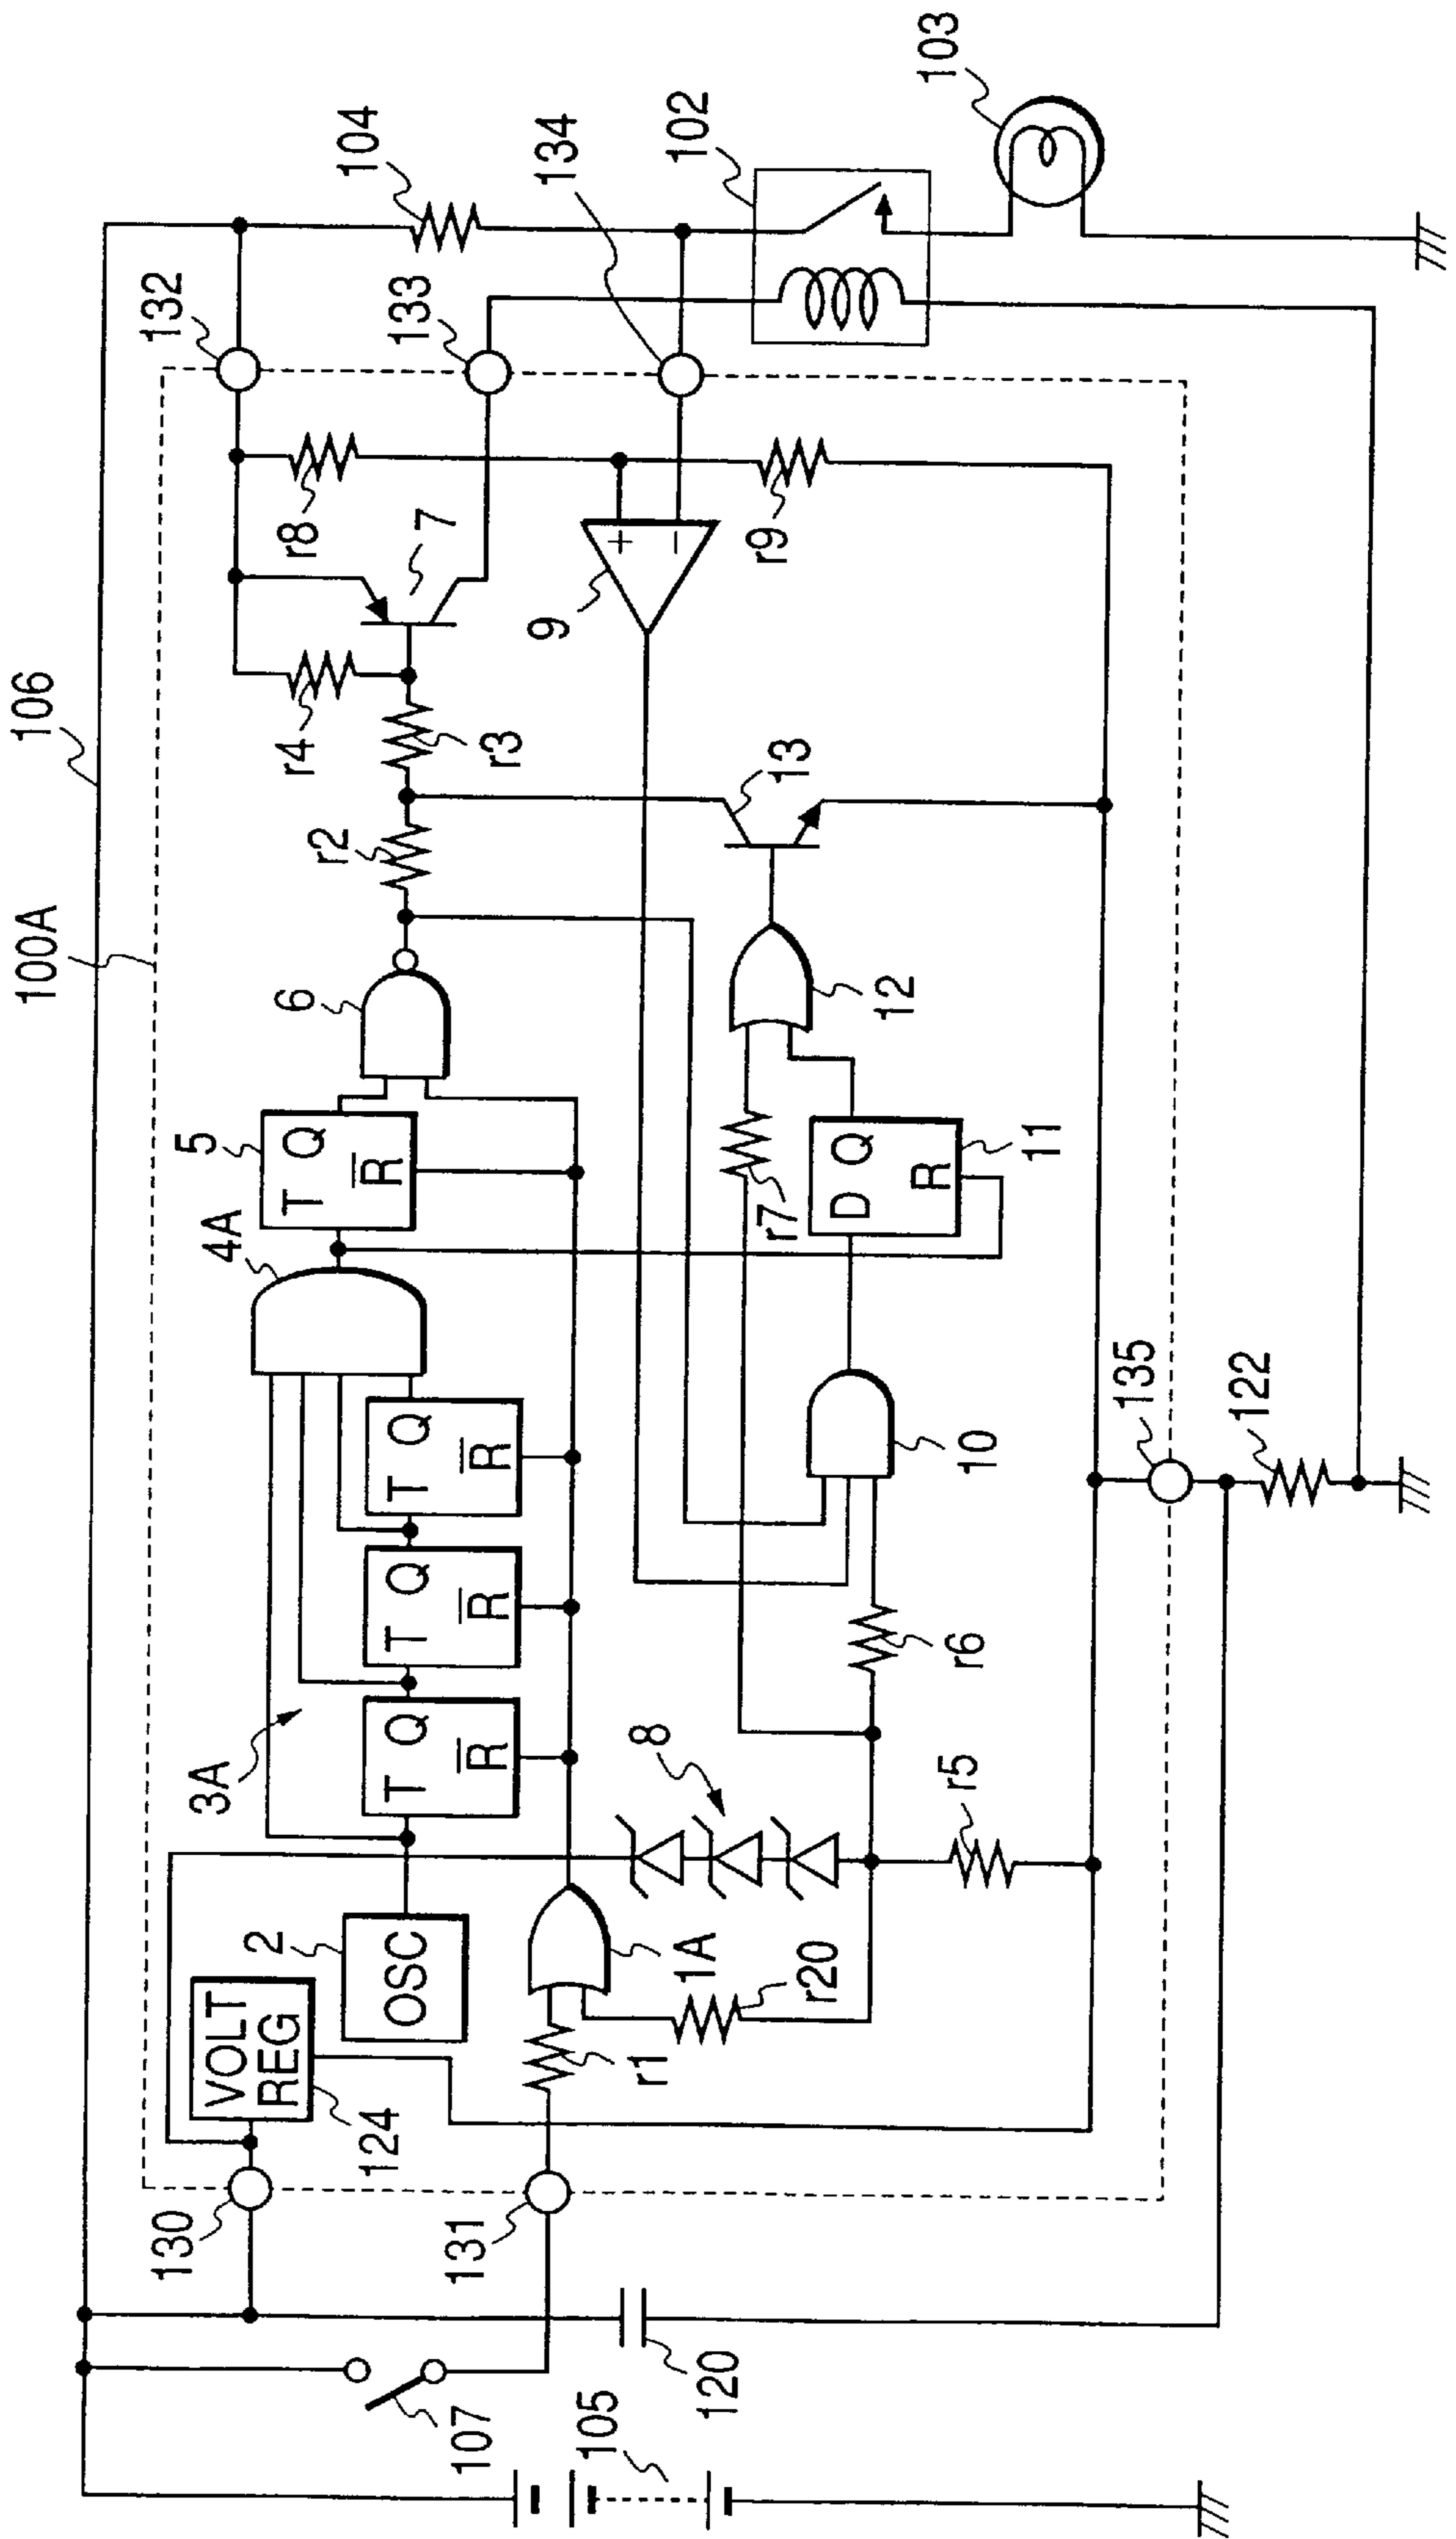 106
100A
104
132
133
134
102
103
r8
7
r4
r3
9
+
−
r9
r2
13
6
12
5
T Q
R
4A
r7
D Q
R
11
T Q
R
T Q
R
T Q
R
3A
10
135
122
r6
8
r5
2
OSC
1A
r20
r1
VOLT
REG
124
130
131
107
120
105